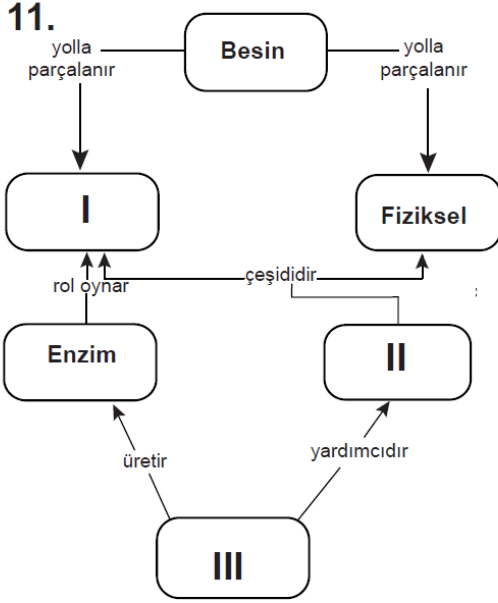 11.
yolla
parçalanır
Besin
yolla
parçalanır
I
Fiziksel
rol oynar
çeşididir
Enzim
II
üretir
yardımcıdır
III